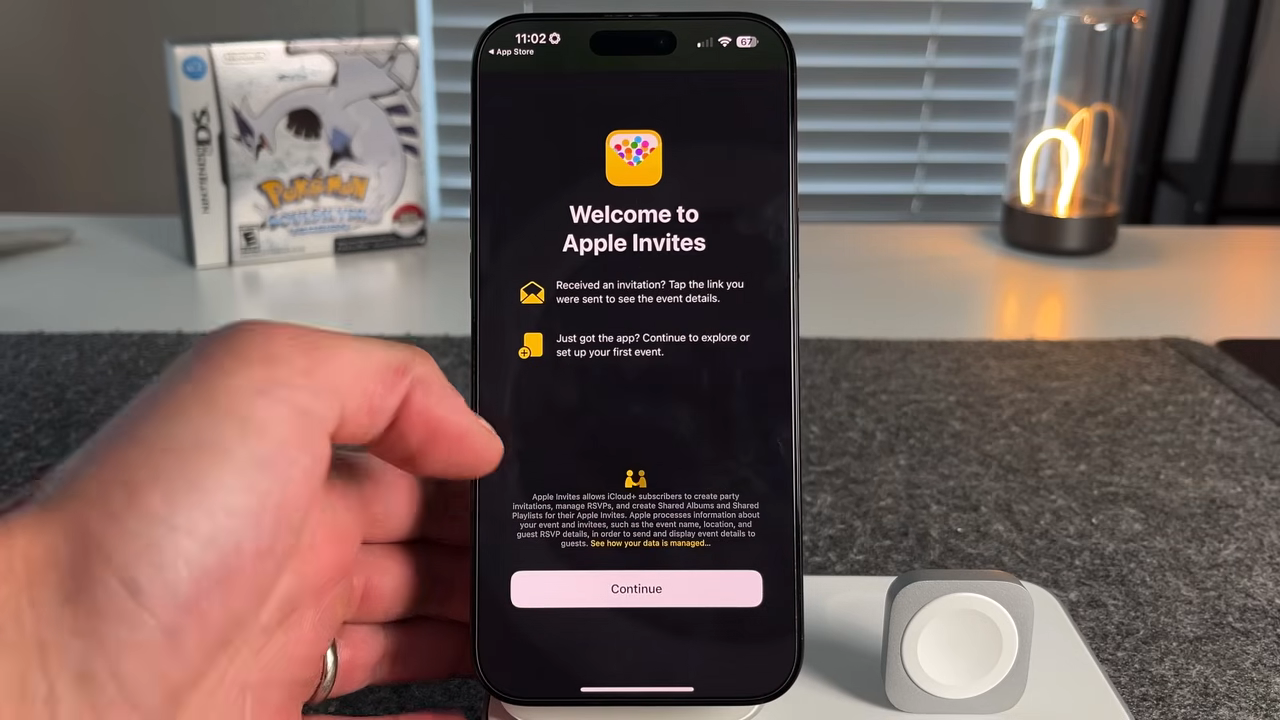 11:02
67
App Store
Nintendo
NINTENDO DS
POKéMON
E
Welcome to
Apple Invites
Received an invitation? Tap the link you
were sent to see the event details.
Just got the app? Continue to explore or
set up your first event.
Apple Invites allows iCloud+ subscribers to create party
invitations, manage RSVPs, and create Shared Albums and Shared
Playlists for their Apple Invites. Apple processes information about
your event and invitees, such as the event name, location, and
guest RSVP details, in order to send and display event details to
guests. See how your data is managed...
Continue